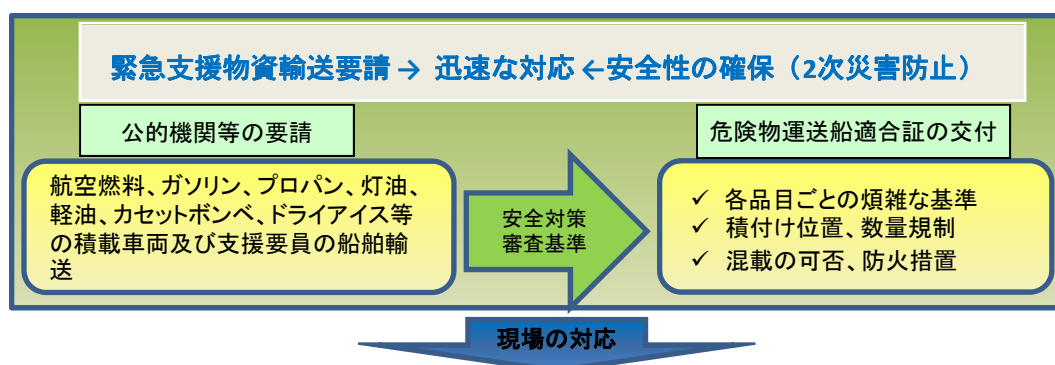 緊急支援物資輸送要請→ 迅速な対応←安全性の確保（2次災害防止）
公的機関等の要請
航空燃料、ガソリン、プロパン、灯油、
軽油、カセットボンベ、ドライアイス等
の積載車両及び支援要員の船舶輸
送
安全対策
審査基準
危険物運送船適合証の交付
✓ 各品目ごとの煩雑な基準
✓ 積付け位置、数量規制
✓ 混載の可否、防火措置
現場の対応